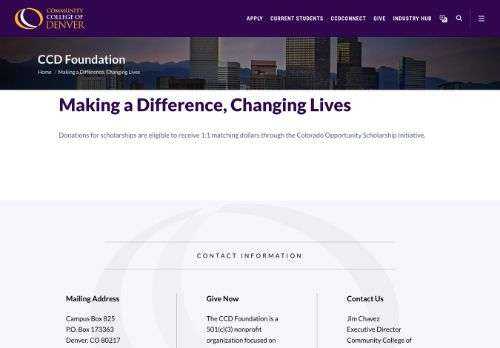 COMMUNITY
COLLEGE OF
DENVER
APPLY CURRENT STUDENTS CCDCONNECT GIVE INDUSTRY HUB
CCD Foundation
Home / Making a Difference, Changing Lives
Making a Difference, Changing Lives
Donations for scholarships are eligible to receive 1:1 matching dollars through the Colorado Opportunity Scholarship Initiative.
CONTACT INFORMATION
Mailing Address
Campus Box 825
P.O. Box 173363
Denver, CO 80217
Give Now
The CCD Foundation is a
501(c)(3) nonprofit
organization focused on
Contact Us
Jim Chavez
Executive Director
Community College of